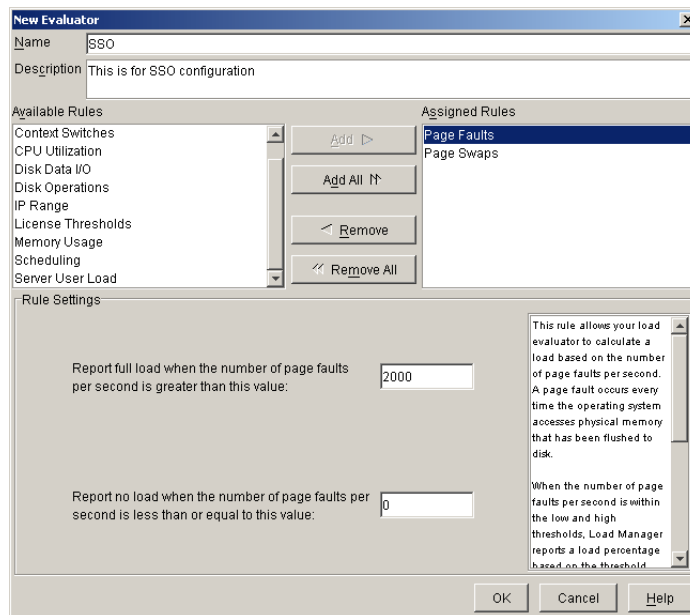 New Evaluator
Name
SSO
Description
This is for SSO configuration
Available Rules
Assigned Rules
Context Switches
CPU Utilization
Disk Data I/O
Disk Operations
IP Range
License Thresholds
Memory Usage
Scheduling
Server User Load
Add
Add All
Remove
Remove All
Page Faults
Page Swaps
Rule Settings
Report full load when the number of page faults
per second is greater than this value:
2000
Report no load when the number of page faults per
second is less than or equal to this value:
0
This rule allows your load
evaluator to calculate a
load based on the number
of page faults per second.
A page fault occurs every
time the operating system
accesses physical memory
that has been flushed to
disk.
When the number of page
faults per second is within
the low and high
thresholds, Load Manager
reports a load percentage
based on the threshold
OK
Cancel
Help